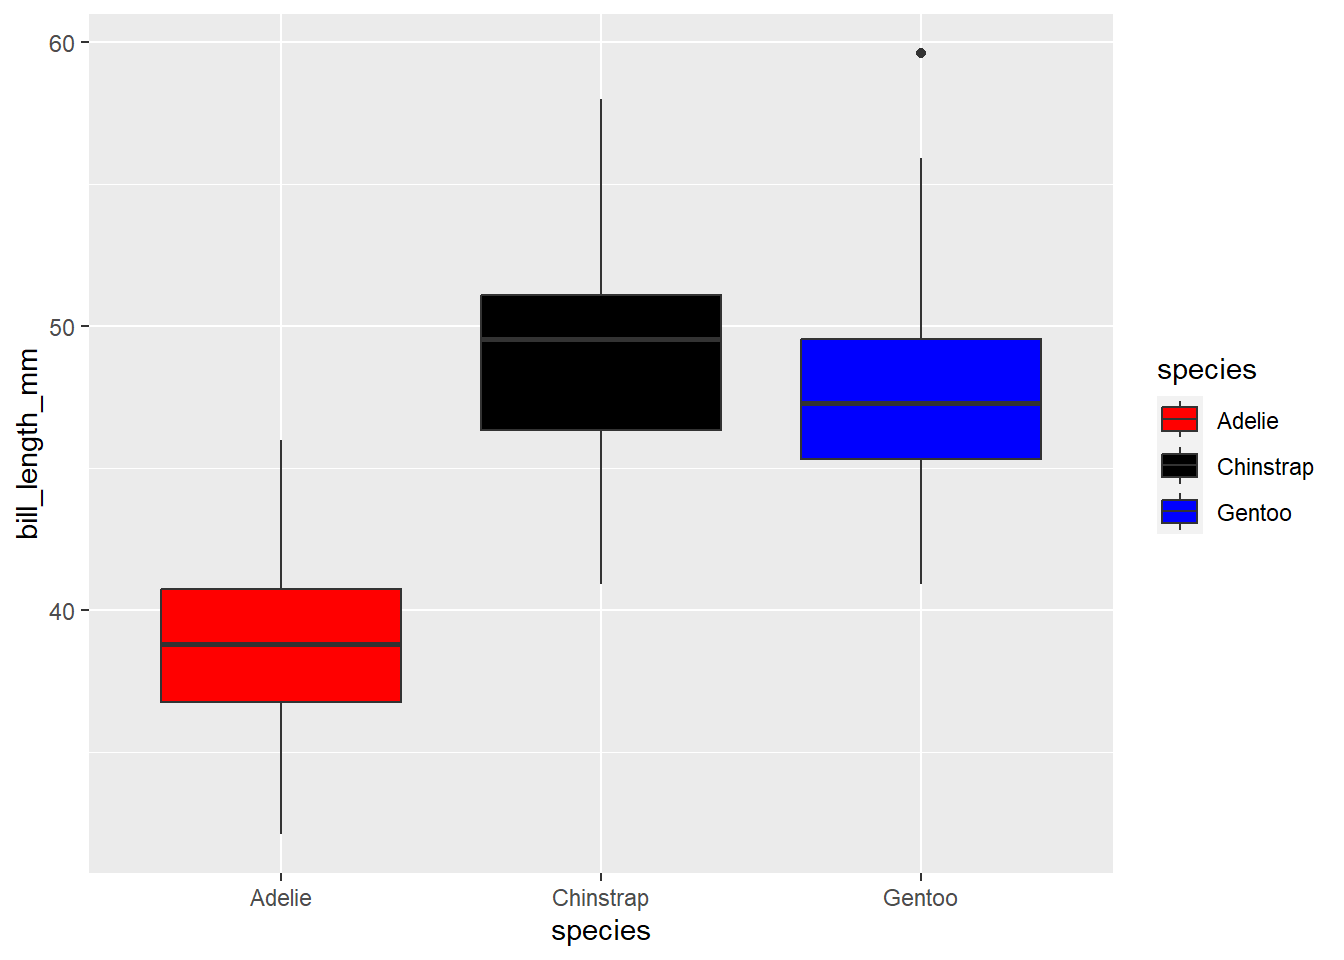 60
50
40
bill_length_mm
Adelie
Chinstrap
Gentoo
species
species
Adelie
Chinstrap
Gentoo